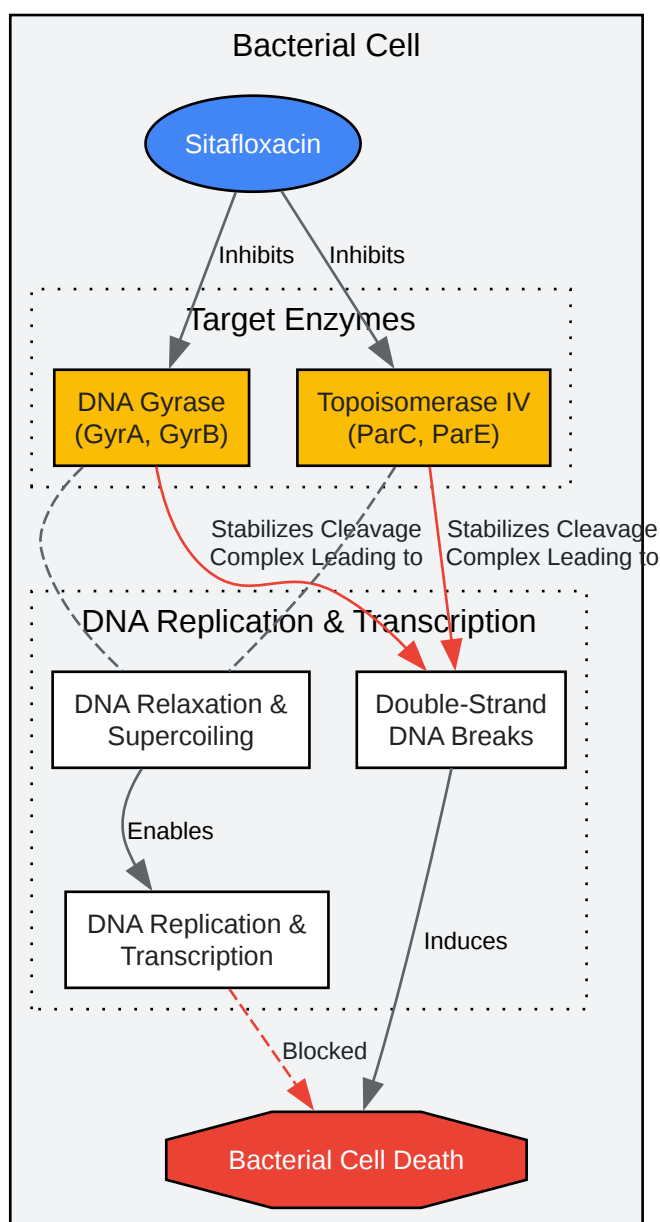 Bacterial Cell
Sitafloxacin
Inhibits
Inhibits
Target Enzymes
DNA Gyrase
(GyrA, GyrB)
Topoisomerase IV
(ParC, ParE)
Stabilizes Cleavage
Complex Leading to
Stabilizes Cleavage
Complex Leading to
DNA Replication & Transcription
DNA Relaxation &
Supercoiling
Double-Strand
DNA Breaks
Enables
DNA Replication &
Transcription
Induces
Blocked
Bacterial Cell Death